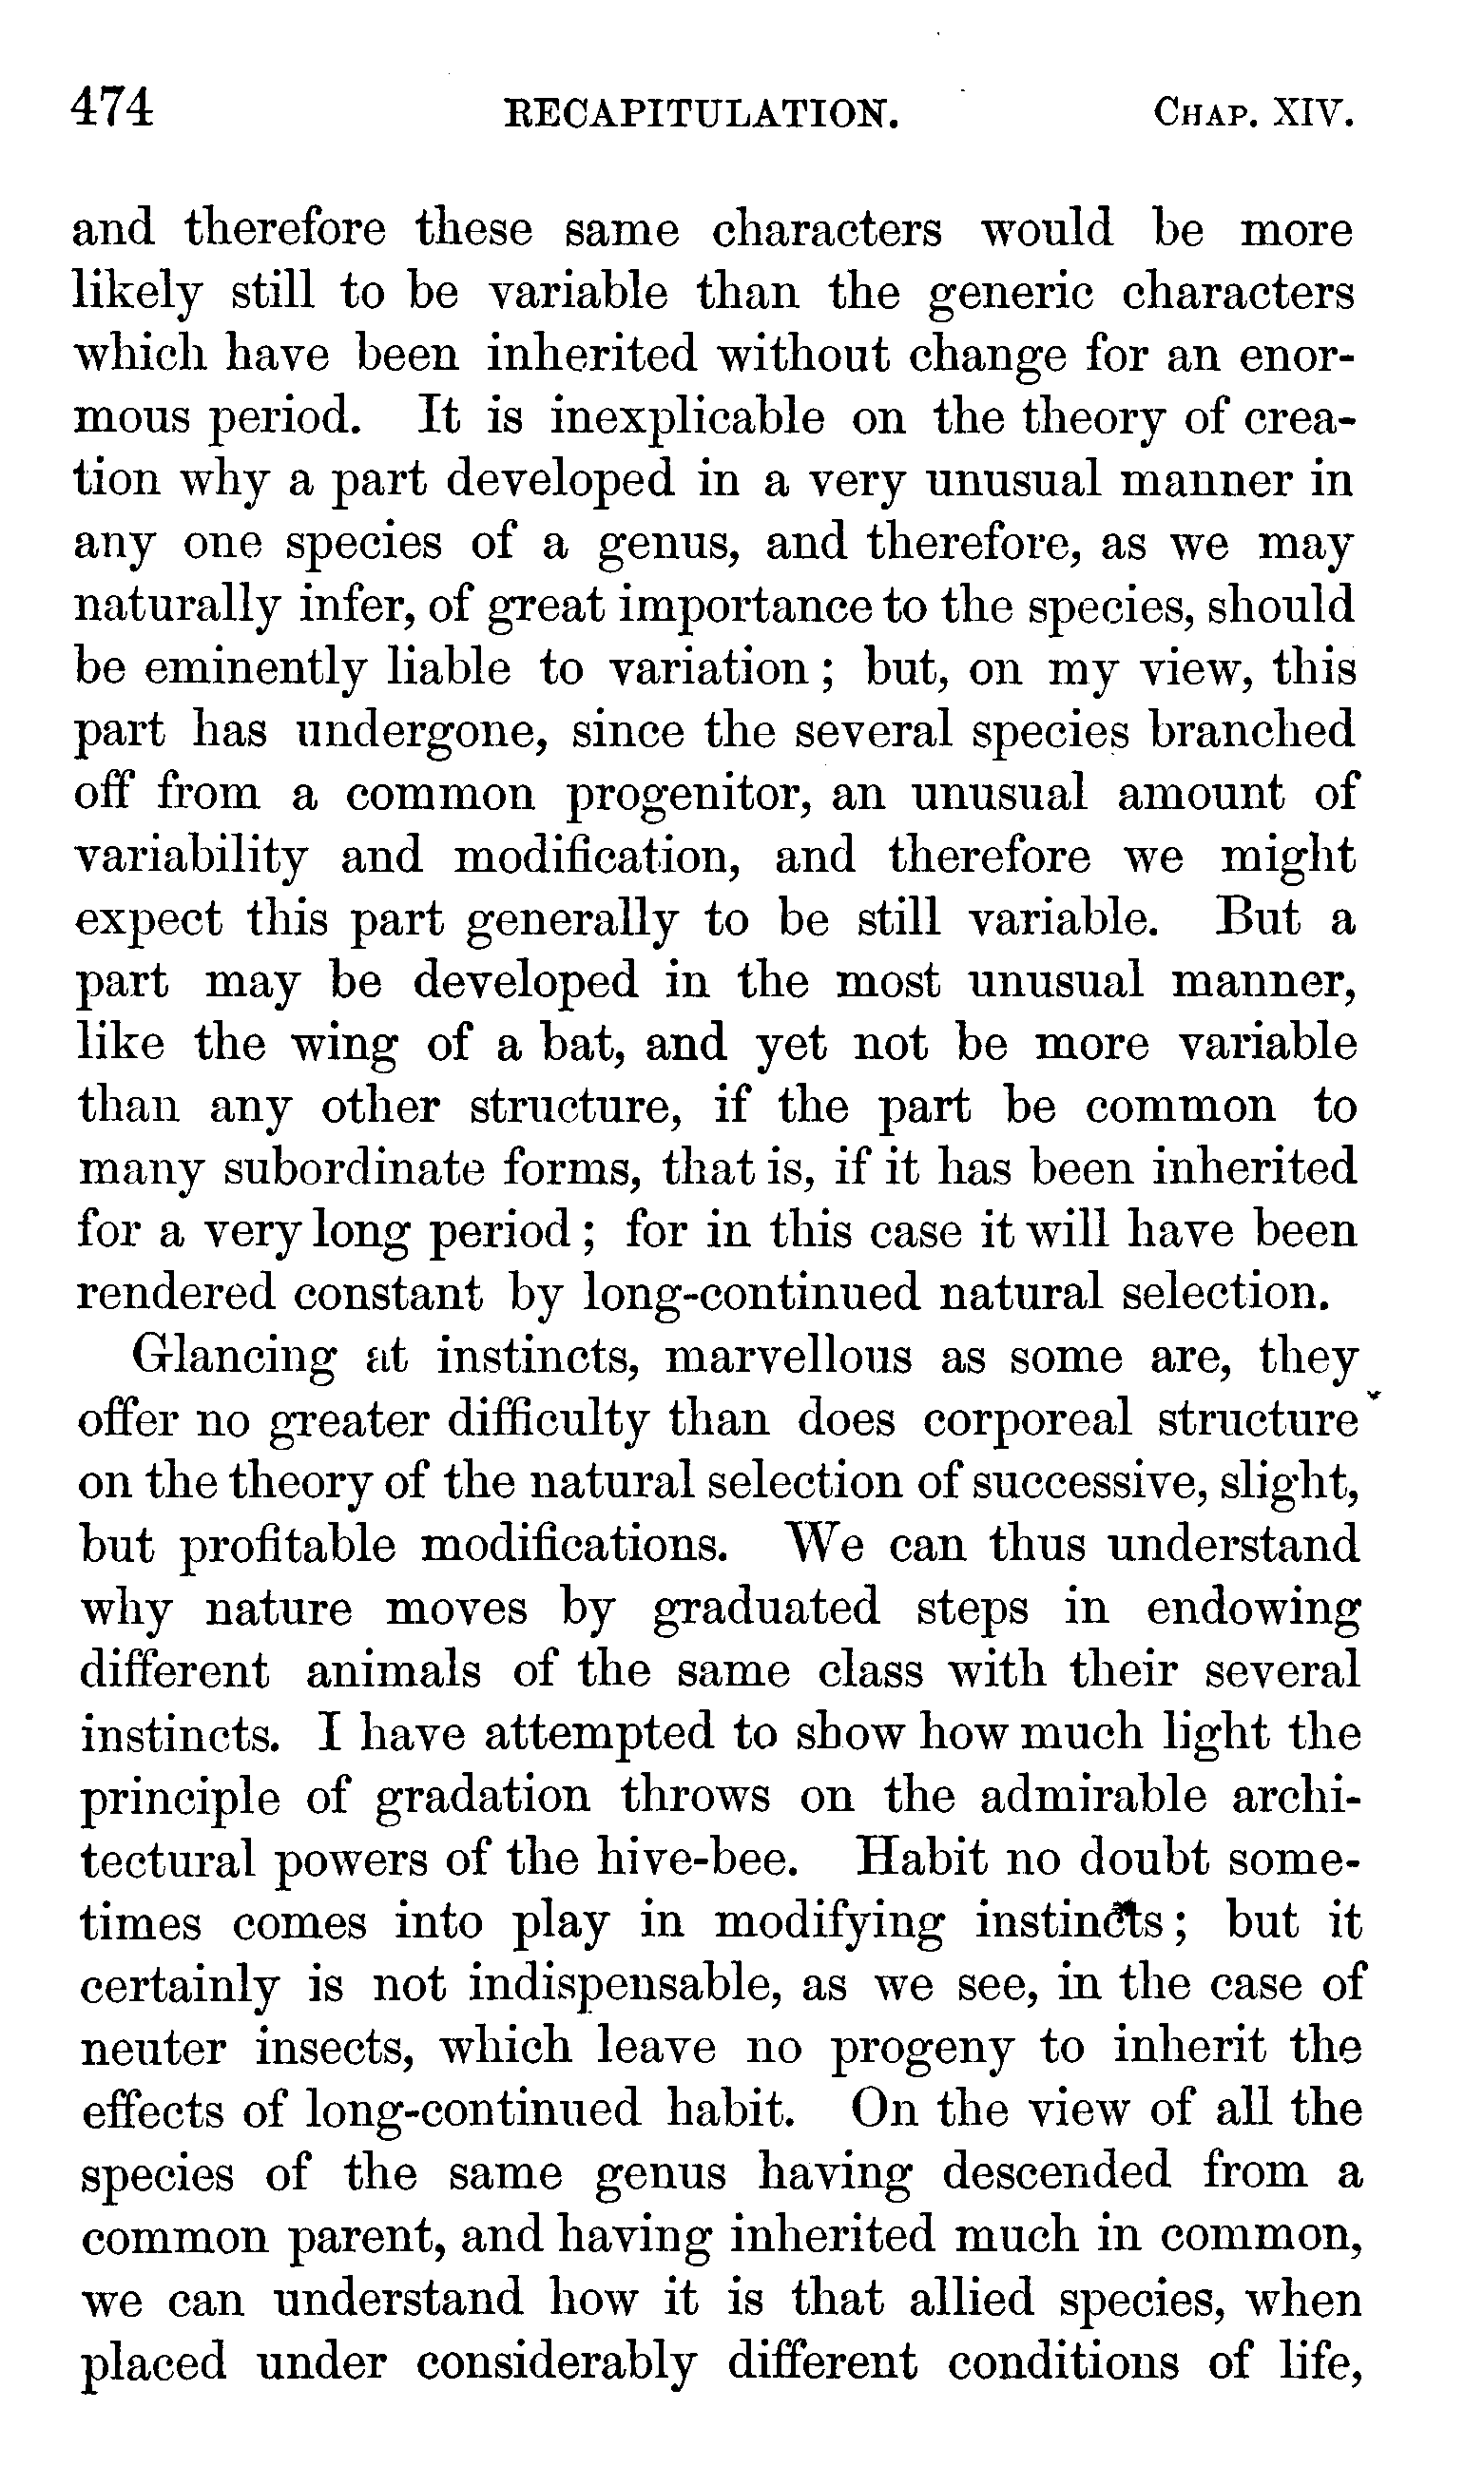 474 RECAPITULATION. CHAP. XIV.
and therefore these same characters would be more
likely still to be variable than the generic characters
which have been inherited without change for an enor-
mous period. It is inexplicable on the theory of crea-
tion why a part developed in a very unusual manner in
any one species of a genus, and therefore, as we may
naturally infer, of great importance to the species, should
be eminently liable to variation; but, on my view, this
part has undergone, since the several species branched
off from a common progenitor, an unusual amount of
variability and modification, and therefore we might
expect this part generally to be still variable. But a
part may be developed in the most unusual manner,
like the wing of a bat, and yet not be more variable
than any other structure, if the part be common to
many subordinate forms, that is, if it has been inherited
for a very long period; for in this case it will have been
rendered constant by long-continued natural selection.
Glancing at instincts, marvellous as some are, they
offer no greater difficulty than does corporeal structure
on the theory of the natural selection of successive, slight,
but profitable modifications. We can thus understand
why nature moves by graduated steps in endowing
different animals of the same class with their several
instincts. I have attempted to show how much light the
principle of gradation throws on the admirable archi-
tectural powers of the hive-bee. Habit no doubt some-
times comes into play in modifying instincts; but it
certainly is not indispensable, as we see, in the case of
neuter insects, which leave no progeny to inherit the
effects of long-continued habit. On the view of all the
species of the same genus having descended from a
common parent, and having inherited much in common,
we can understand how it is that allied species, when
placed under considerably different conditions of life,